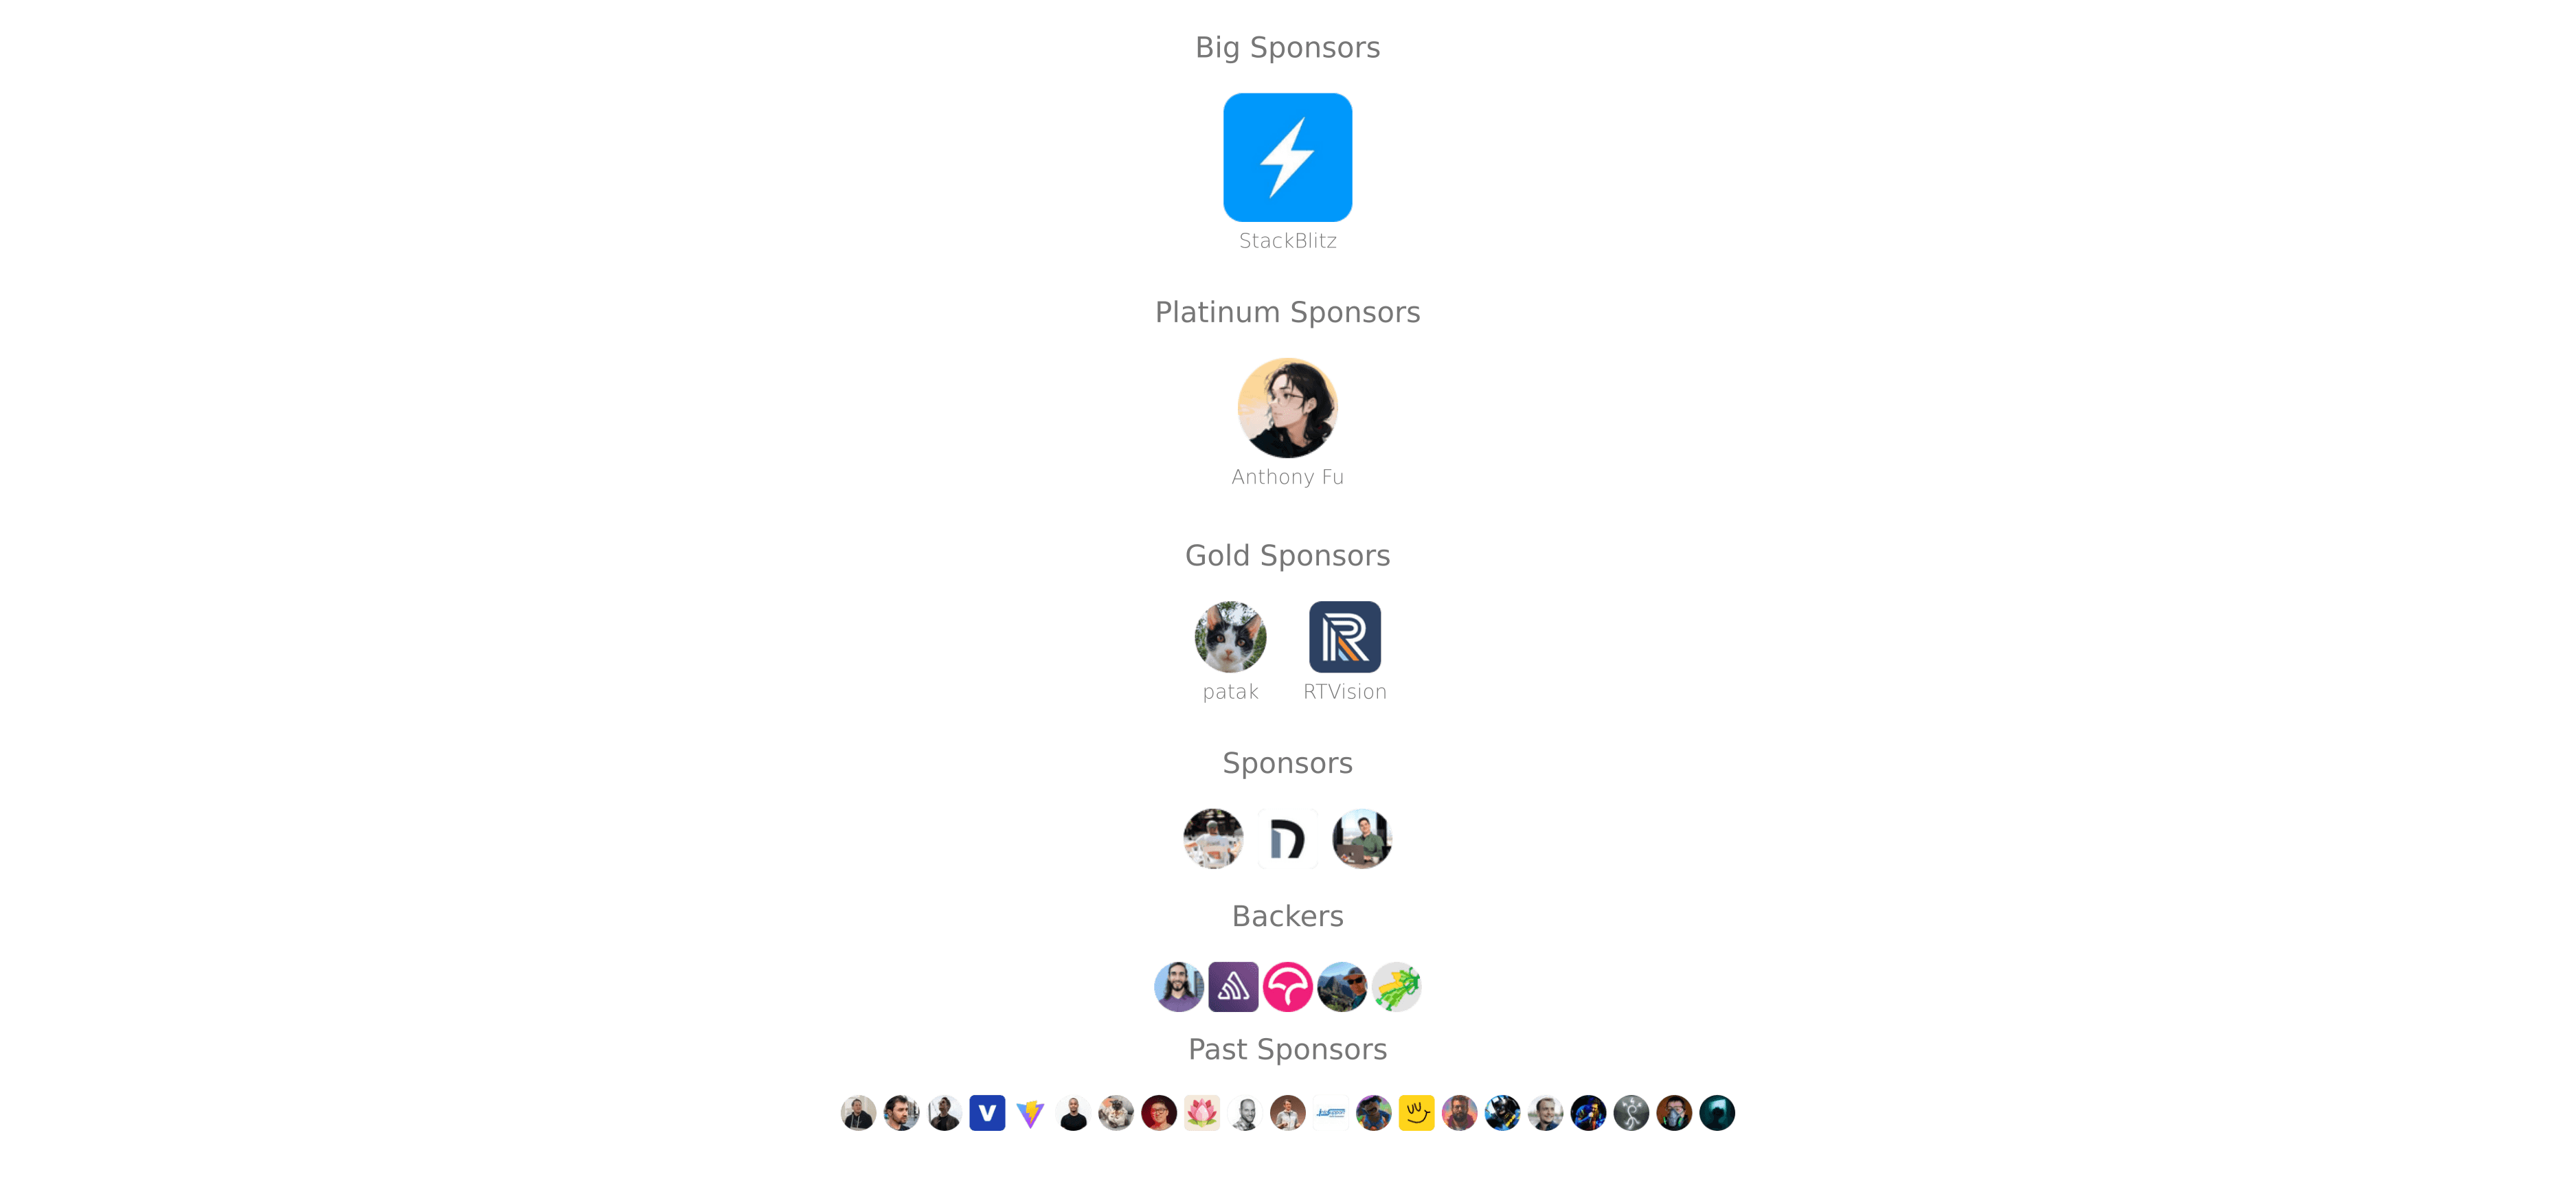 Big Sponsors
StackBlitz
Platinum Sponsors
Anthony Fu
Gold Sponsors
patak RTVision
Sponsors
Backers
Past Sponsors